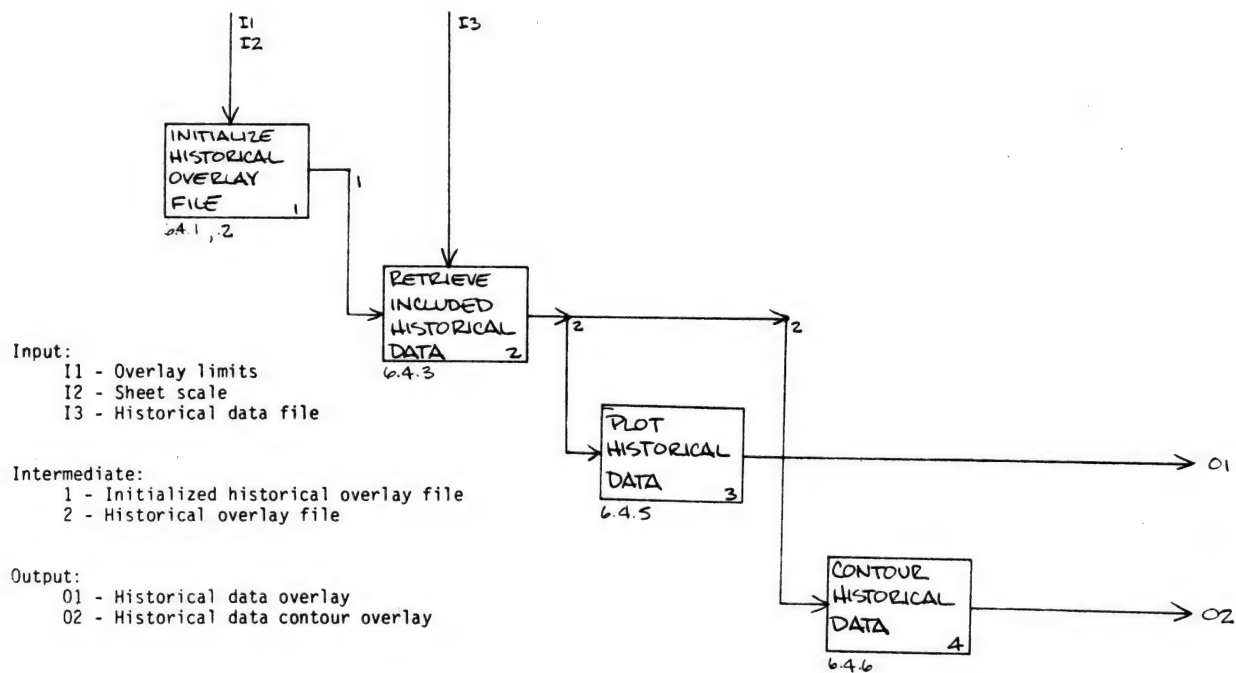 I1
I2
I3
INITIALIZE
HISTORICAL
OVERLAY
FILE 1
6.4.1, .2
1
RETRIEVE
INCLUDED
HISTORICAL
DATA 2
6.4.3
2
2
Input:
I1 - Overlay limits
I2 - Sheet scale
I3 - Historical data file
PLOT
HISTORICAL
DATA 3
6.4.5
O1
Intermediate:
1 - Initialized historical overlay file
2 - Historical overlay file
Output:
O1 - Historical data overlay
O2 - Historical data contour overlay
CONTOUR
HISTORICAL
DATA 4
6.4.6
O2